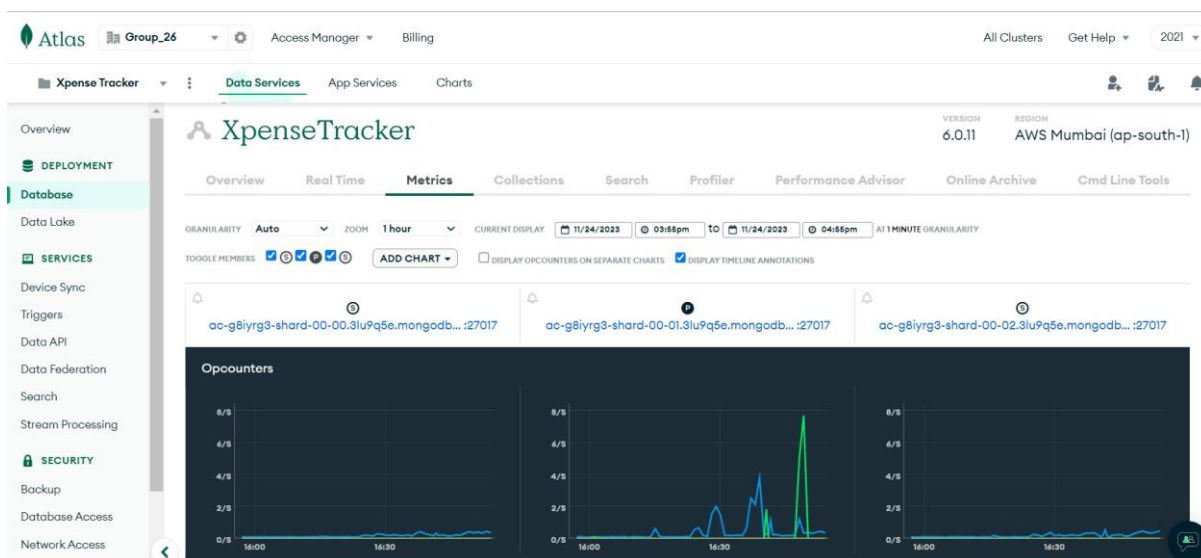 Atlas Group_26 Access Manager Billing All Clusters Get Help 2021
Xpense Tracker Data Services App Services Charts
Overview
DEPLOYMENT
Database
Data Lake
SERVICES
Device Sync
Triggers
Data API
Data Federation
Search
Stream Processing
SECURITY
Backup
Database Access
Network Access
XpenseTracker
VERSION
6.0.11
REGION
AWS Mumbai (ap-south-1)
Overview Real Time Metrics Collections Search Profiler Performance Advisor Online Archive Cmd Line Tools
GRANULARITY Auto ZOOM 1 hour CURRENT DISPLAY 11/24/2023 03:55pm to 11/24/2023 04:55pm AT 1 MINUTE GRANULARITY
TOGGLE MEMBERS S P S ADD CHART DISPLAY OPCOUNTERS ON SEPARATE CHARTS DISPLAY TIMELINE ANNOTATIONS
S P S
ac-g8iyrg3-shard-00-00.3lu9q5e.mongodb... :27017 ac-g8iyrg3-shard-00-01.3lu9q5e.mongodb... :27017 ac-g8iyrg3-shard-00-02.3lu9q5e.mongodb... :27017
Opcounters
8/S 8/S 8/S
6/S 6/S 6/S
4/S 4/S 4/S
2/S 2/S 2/S
0/S 0/S 0/S
16:00 16:30 16:00 16:30 16:00 16:30